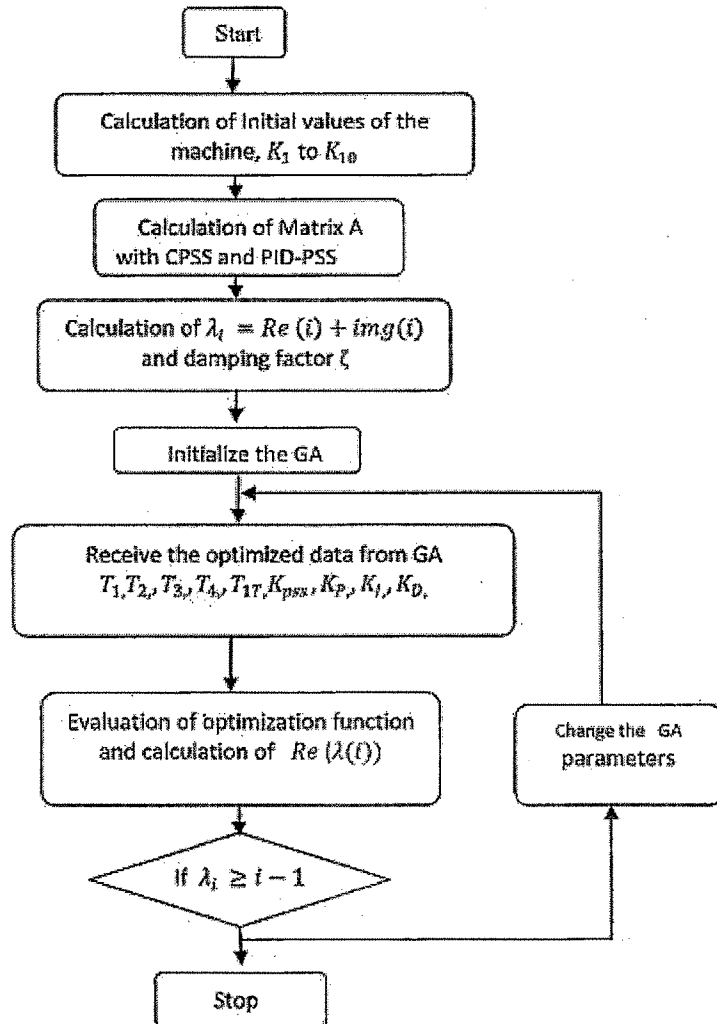 Start
Calculation of Initial values of the
machine, K₁ to K₁₀
Calculation of Matrix A
with CPSS and PID-PSS
Calculation of λᵢ = Re (i) + img(i)
and damping factor ζ
Initialize the GA
Receive the optimized data from GA
T₁,T₂,,T₃,,T₄,,T₁T,Kₚₛₛ,K_P,,K_I,,K_D,
Evaluation of optimization function
and calculation of Re (λ(i))
Change the GA
parameters
If λᵢ ≥ i − 1
Stop